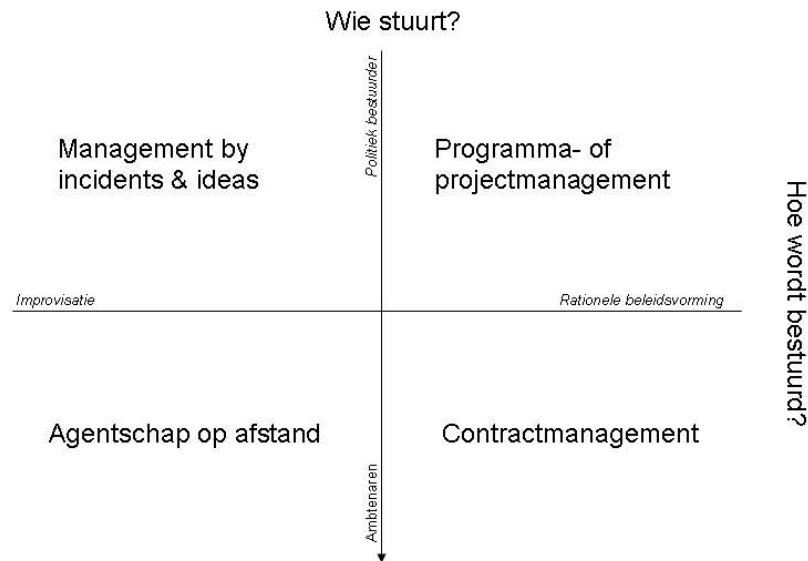 Wie stuurt?
Politiek bestuurder
Management by
incidents & ideas
Programma- of
projectmanagement
Hoe wordt bestuurd?
Improvisatie
Rationele beleidsvorming
Agentschap op afstand
Contractmanagement
Ambtenaren